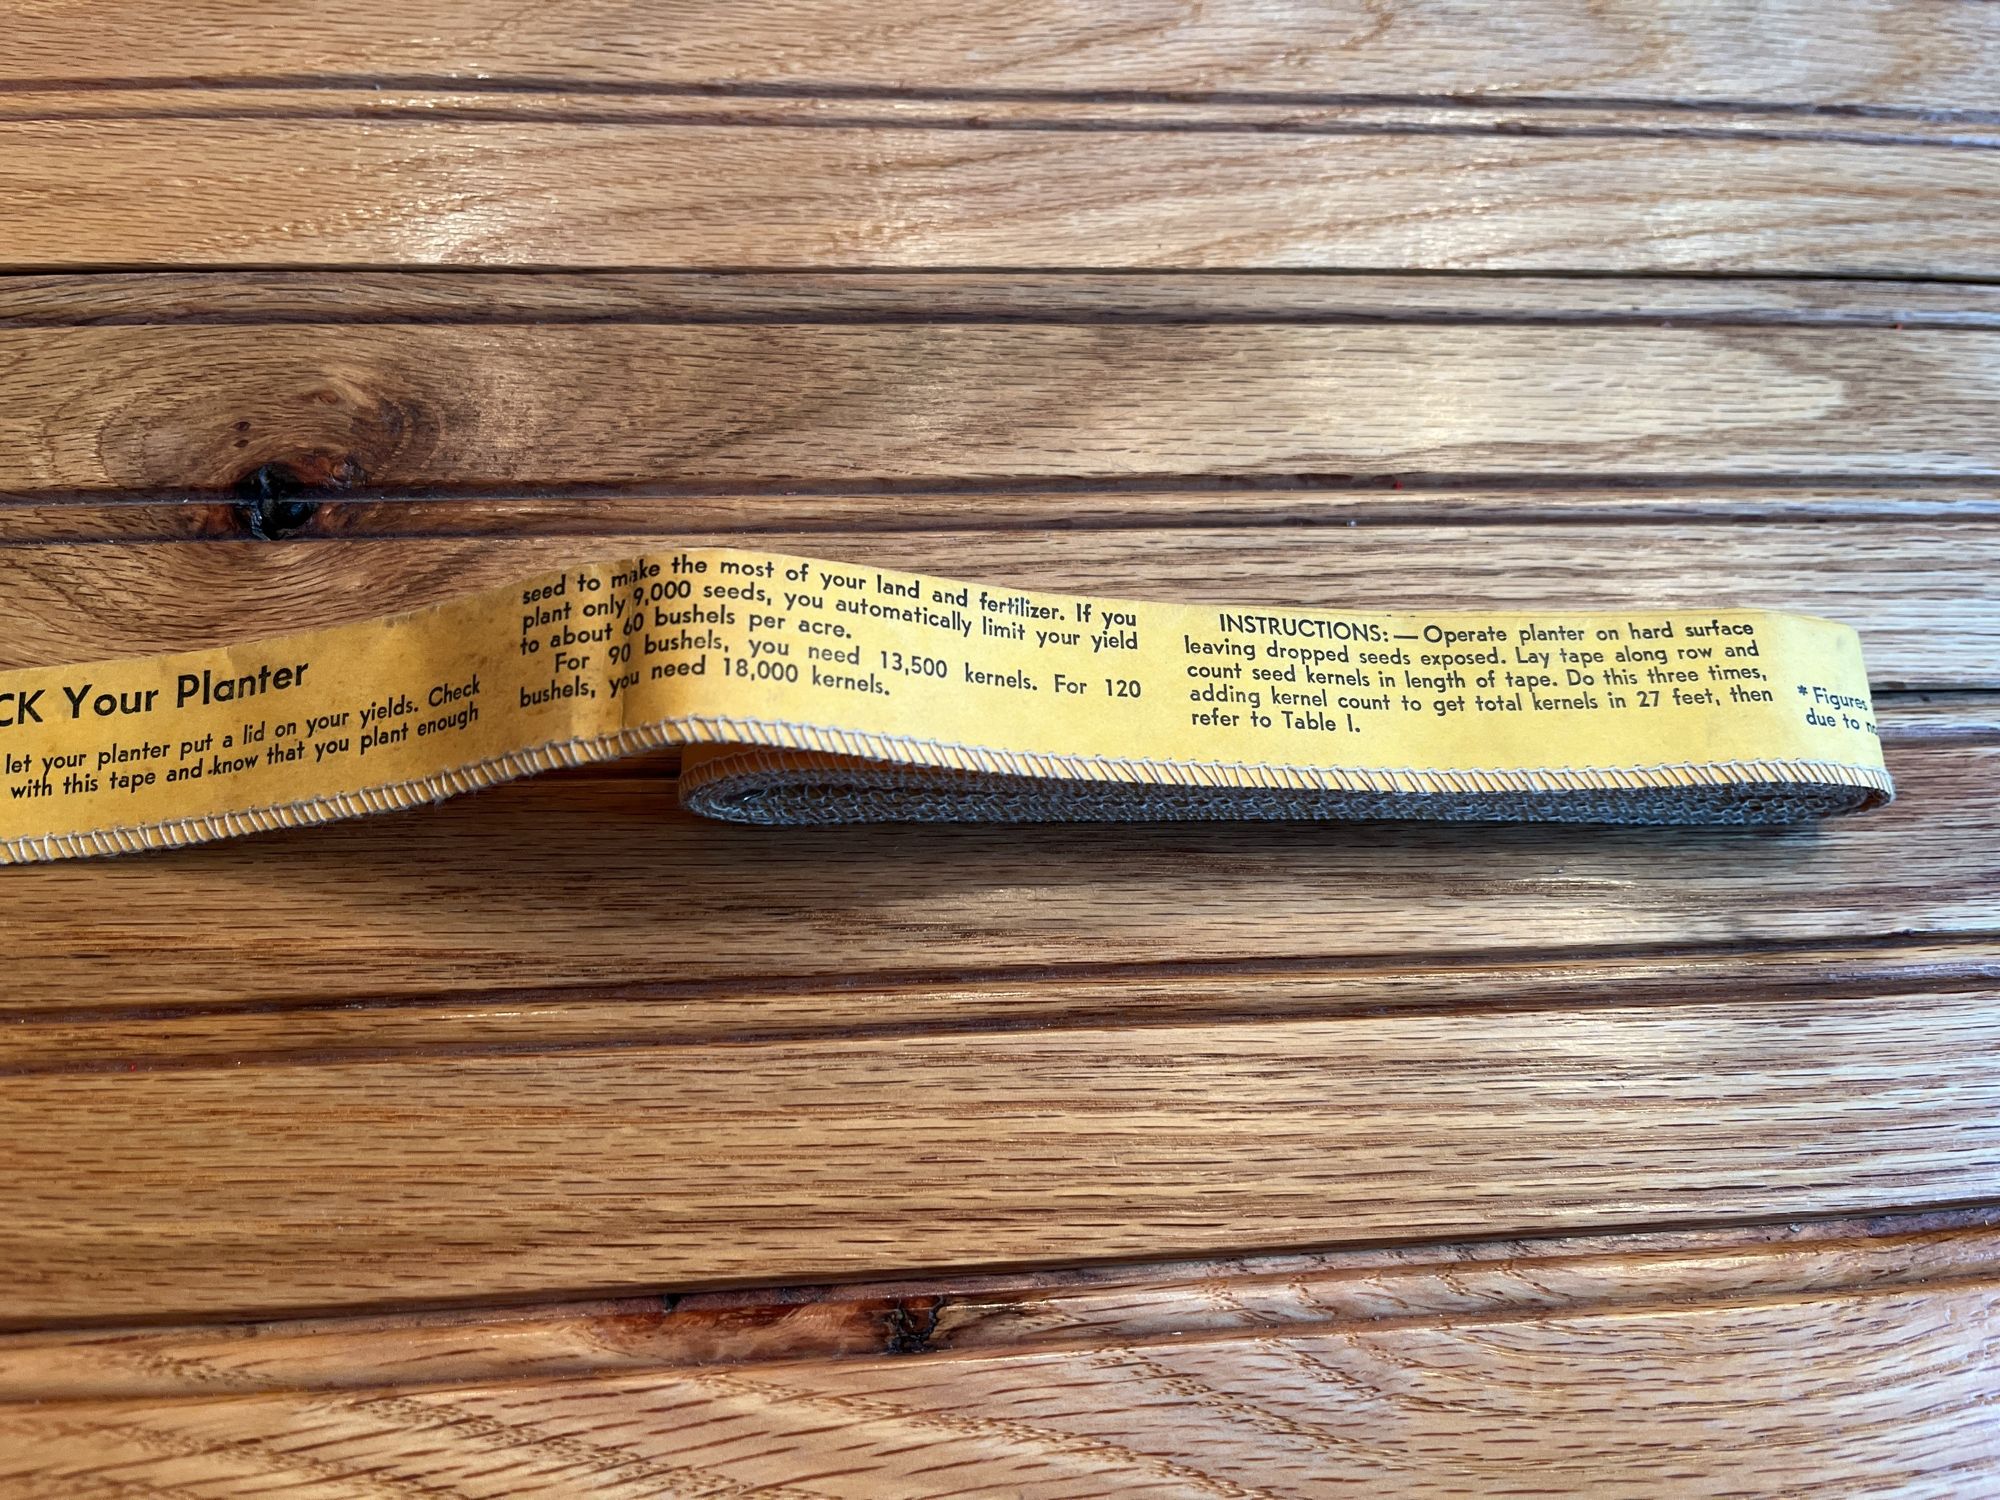 CK Your Planter
let your planter put a lid on your yields. Check
with this tape and know that you plant enough
seed to make the most of your land and fertilizer. If you
plant only 9,000 seeds, you automatically limit your yield
to about 60 bushels per acre.
For 90 bushels, you need 13,500 kernels. For 120
bushels, you need 18,000 kernels.
INSTRUCTIONS: — Operate planter on hard surface
leaving dropped seeds exposed. Lay tape along row and
count seed kernels in length of tape. Do this three times,
adding kernel count to get total kernels in 27 feet, then
refer to Table I.
*Figures
due to